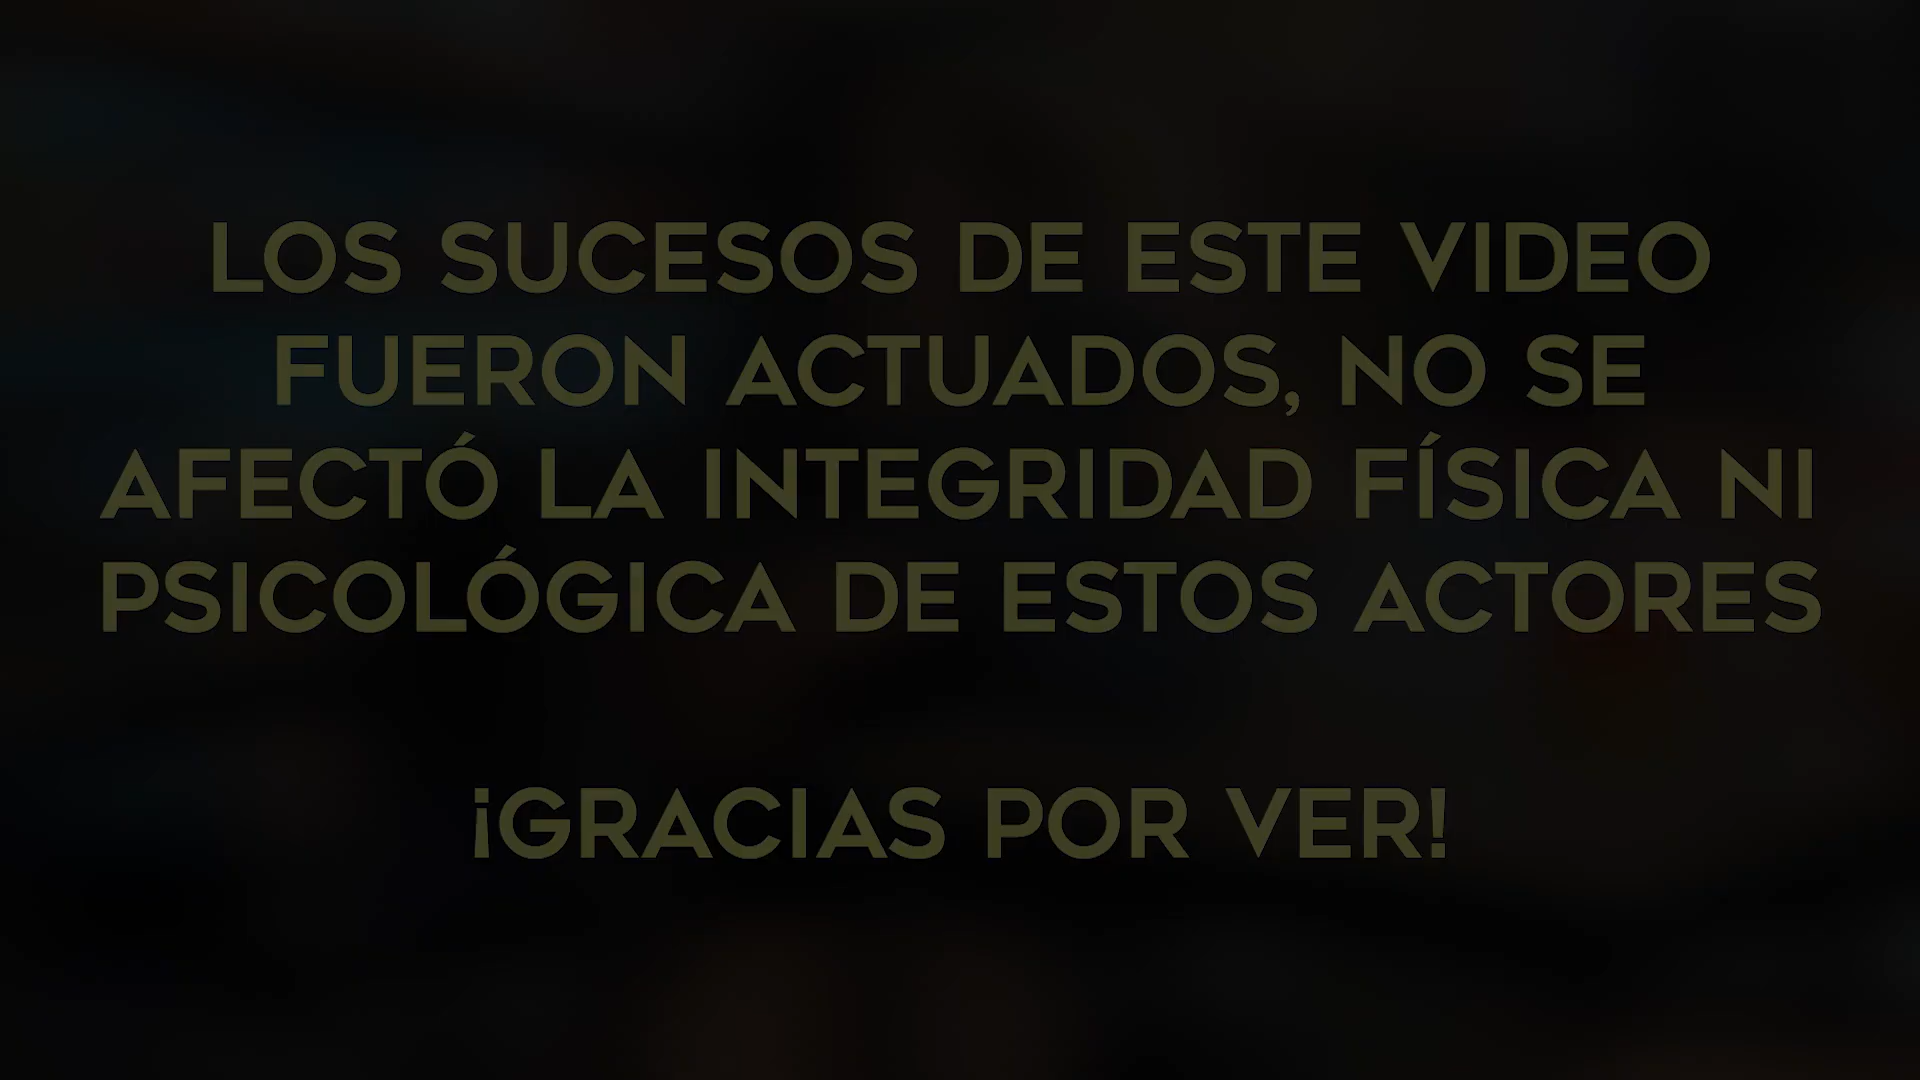 LOS SUCESOS DE ESTE VIDEO
FUERON ACTUADOS, NO SE
AFECTÓ LA INTEGRIDAD FÍSICA NI
PSICOLÓGICA DE ESTOS ACTORES
¡GRACIAS POR VER!